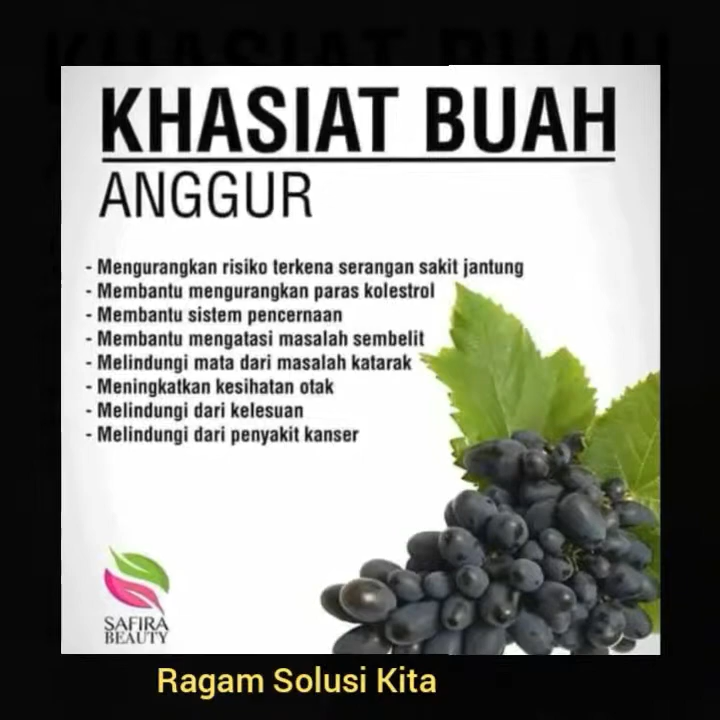 KHASIAT BUAH
ANGGUR
- Mengurangkan risiko terkena serangan sakit jantung
- Membantu mengurangkan paras kolestrol
- Membantu sistem pencernaan
- Membantu mengatasi masalah sembelit
- Melindungi mata dari masalah katarak
- Meningkatkan kesihatan otak
- Melindungi dari kelesuan
- Melindungi dari penyakit kanser
SAFIRA
BEAUTY
Ragam Solusi Kita